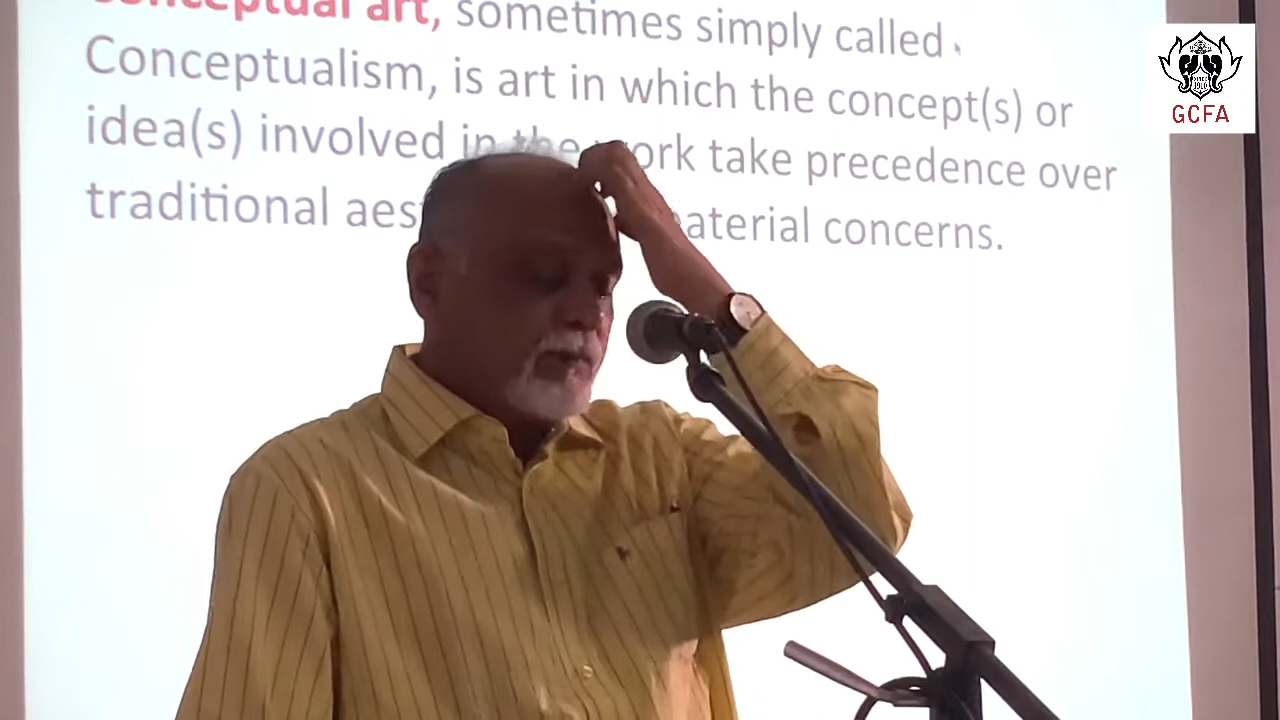 conceptual art, sometimes simply called
Conceptualism, is art in which the concept(s) or
idea(s) involved in the work take precedence over
traditional aes aterial concerns.
GCFA